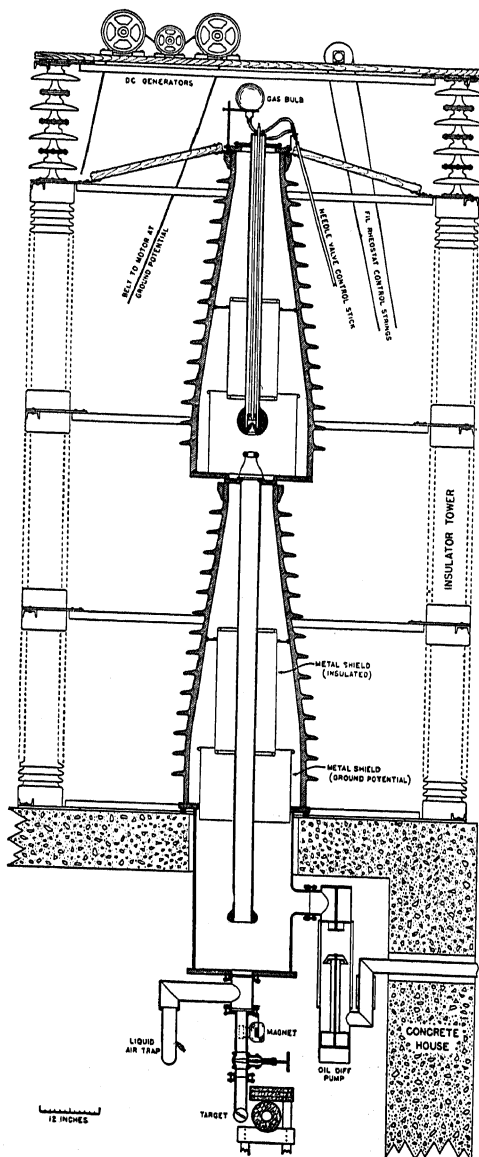 DC GENERATORS
GAS BULB
BELT TO MOTOR AT
GROUND POTENTIAL
NEEDLE VALVE CONTROL STICK
FIL RHEOSTAT CONTROL STRINGS
INSULATOR TOWER
METAL SHIELD
(INSULATED)
METAL SHIELD
(GROUND POTENTIAL)
LIQUID
AIR TRAP
MAGNET
OIL DIFF
PUMP
CONCRETE
HOUSE
TARGET
12 INCHES